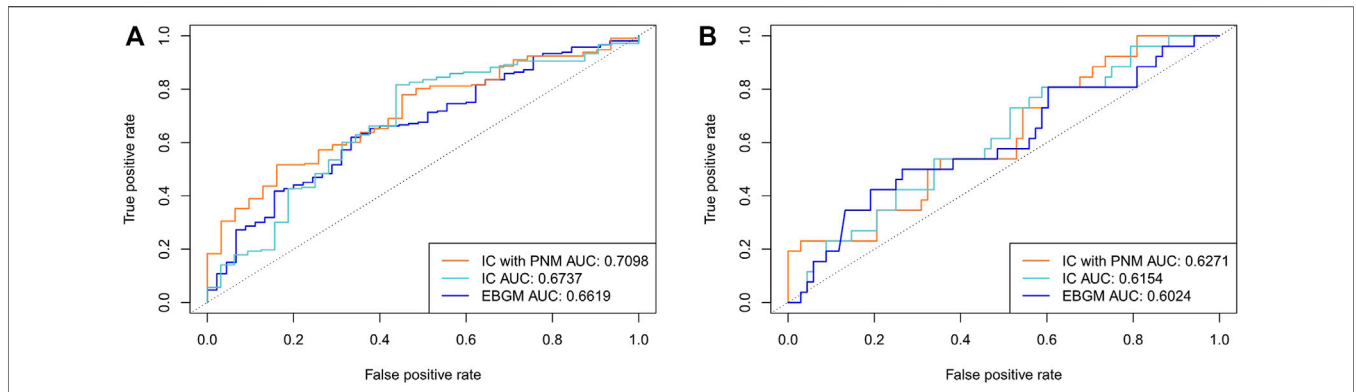 A
True positive rate
1.0
0.8
0.6
0.4
0.2
0.0
IC with PNM AUC: 0.7098
IC AUC: 0.6737
EBGM AUC: 0.6619
0.0 0.2 0.4 0.6 0.8 1.0
False positive rate
B
True positive rate
1.0
0.8
0.6
0.4
0.2
0.0
IC with PNM AUC: 0.6271
IC AUC: 0.6154
EBGM AUC: 0.6024
0.0 0.2 0.4 0.6 0.8 1.0
False positive rate